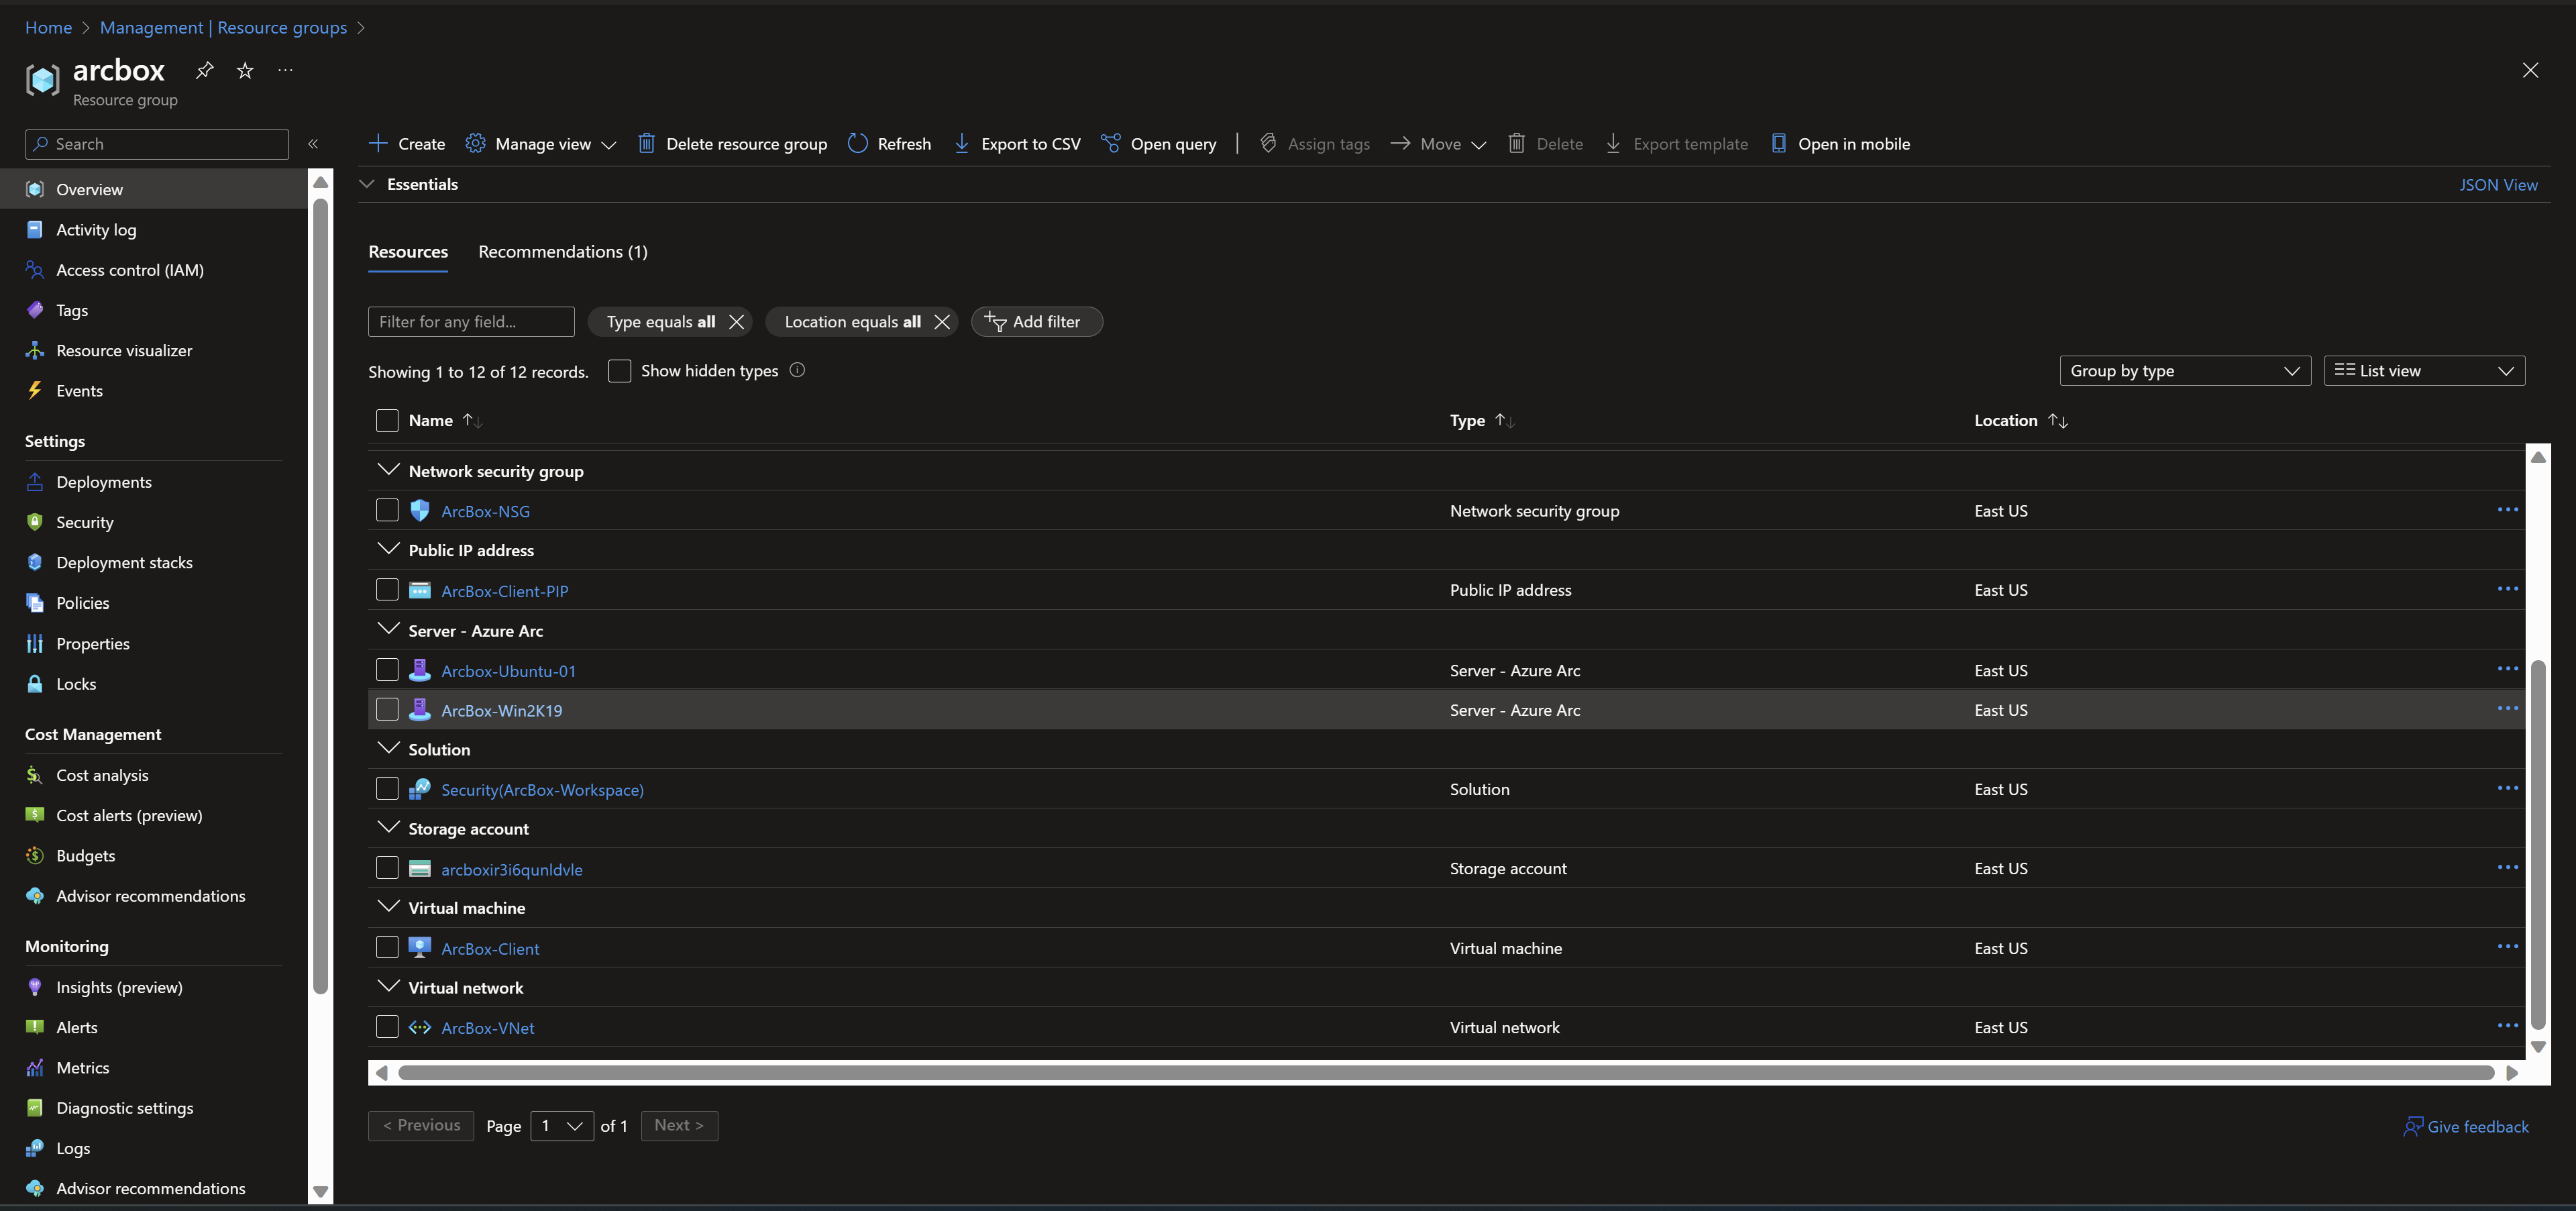 Home > Management | Resource groups >
arcbox
Resource group
Search
Overview
Activity log
Access control (IAM)
Tags
Resource visualizer
Events
Settings
Deployments
Security
Deployment stacks
Policies
Properties
Locks
Cost Management
Cost analysis
Cost alerts (preview)
Budgets
Advisor recommendations
Monitoring
Insights (preview)
Alerts
Metrics
Diagnostic settings
Logs
Advisor recommendations
Create Manage view Delete resource group Refresh Export to CSV Open query Assign tags Move Delete Export template Open in mobile
Essentials JSON View
Resources Recommendations (1)
Filter for any field... Type equals all Location equals all Add filter
Showing 1 to 12 of 12 records. Show hidden types Group by type List view
Name Type Location
Network security group
ArcBox-NSG Network security group East US
Public IP address
ArcBox-Client-PIP Public IP address East US
Server - Azure Arc
Arcbox-Ubuntu-01 Server - Azure Arc East US
ArcBox-Win2K19 Server - Azure Arc East US
Solution
Security(ArcBox-Workspace) Solution East US
Storage account
arcboxir3i6qunldvle Storage account East US
Virtual machine
ArcBox-Client Virtual machine East US
Virtual network
ArcBox-VNet Virtual network East US
< Previous Page 1 of 1 Next > Give feedback